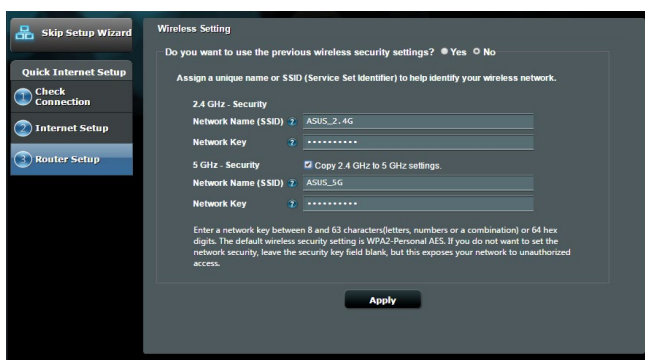 Skip Setup Wizard
Quick Internet Setup
1 Check
Connection
2 Internet Setup
3 Router Setup
Wireless Setting
Do you want to use the previous wireless security settings? Yes No
Assign a unique name or SSID (Service Set Identifier) to help identify your wireless network.
2.4 GHz - Security
Network Name (SSID) ? ASUS_2.4G
Network Key ? ••••••••••
5 GHz - Security Copy 2.4 GHz to 5 GHz settings.
Network Name (SSID) ? ASUS_5G
Network Key ? ••••••••••
Enter a network key between 8 and 63 characters(letters, numbers or a combination) or 64 hex
digits. The default wireless security setting is WPA2-Personal AES. If you do not want to set the
network security, leave the security key field blank, but this exposes your network to unauthorized
access.
Apply